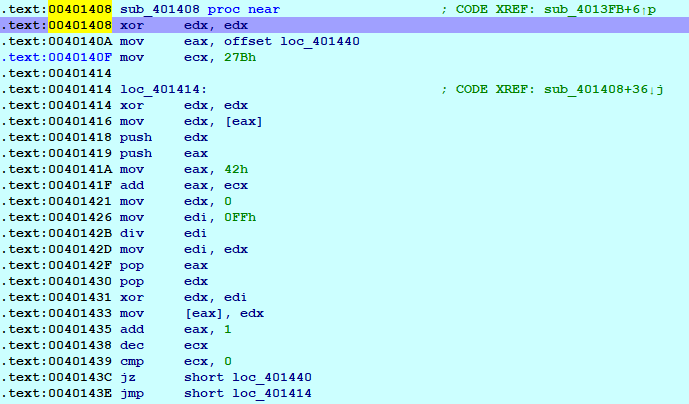 .text:00401408 sub_401408 proc near ; CODE XREF: sub_4013FB+6↑p
.text:00401408 xor edx, edx
.text:0040140A mov eax, offset loc_401440
.text:0040140F mov ecx, 27Bh
.text:00401414
.text:00401414 loc_401414: ; CODE XREF: sub_401408+36↓j
.text:00401414 xor edx, edx
.text:00401416 mov edx, [eax]
.text:00401418 push edx
.text:00401419 push eax
.text:0040141A mov eax, 42h
.text:0040141F add eax, ecx
.text:00401421 mov edx, 0
.text:00401426 mov edi, 0FFh
.text:0040142B div edi
.text:0040142D mov edi, edx
.text:0040142F pop eax
.text:00401430 pop edx
.text:00401431 xor edx, edi
.text:00401433 mov [eax], edx
.text:00401435 add eax, 1
.text:00401438 dec ecx
.text:00401439 cmp ecx, 0
.text:0040143C jz short loc_401440
.text:0040143E jmp short loc_401414